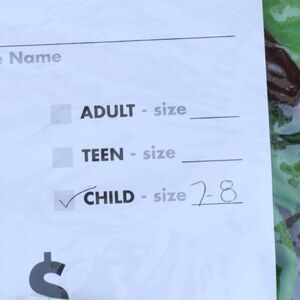 Name
ADULT - size
TEEN - size
CHILD - size 7-8
$